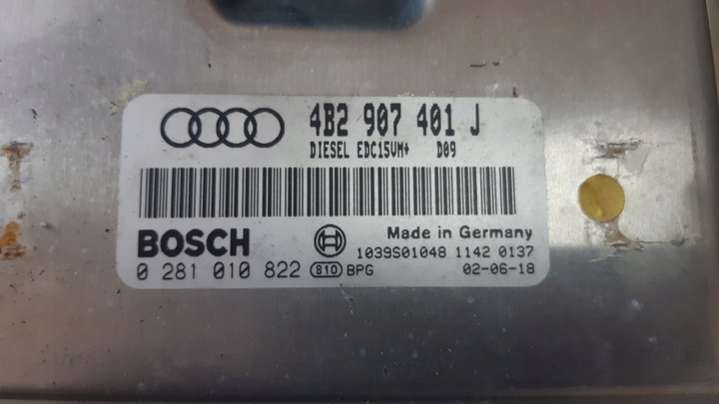 4B2 907 401 J
DIESEL EDC15VM+ D09
BOSCH
Made in Germany
1039S01048 1142 0137
0 281 010 822 810 BPG 02-06-18